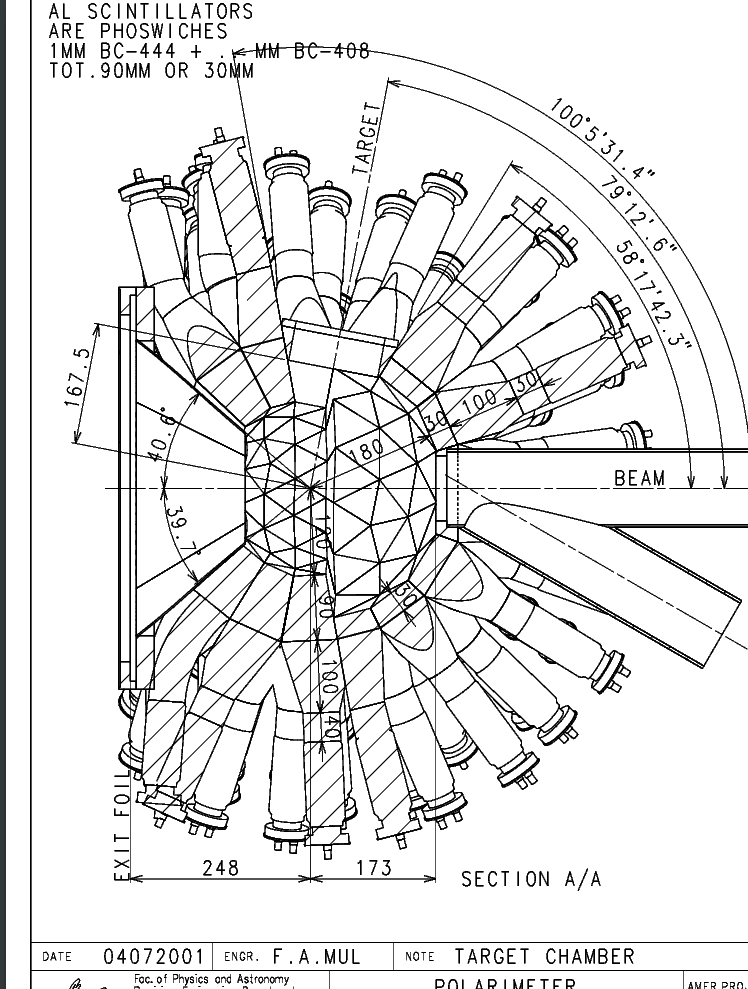 AL SCINTILLATORS
ARE PHOSWICHES
1MM BC-444 + .. MM BC-408
TOT.90MM OR 30MM
TARGET
100°5'31.4"
79°12'.6"
58°17'42.3"
167.5
40.6°
39.7°
180
30
100
30
BEAM
180
90
100
40
30
EXIT FOIL
248
173
SECTION A/A
DATE 04072001 ENGR. F.A.MUL NOTE TARGET CHAMBER
Fac. of Physics and Astronomy
POLARIMETER
AMER.PROJ